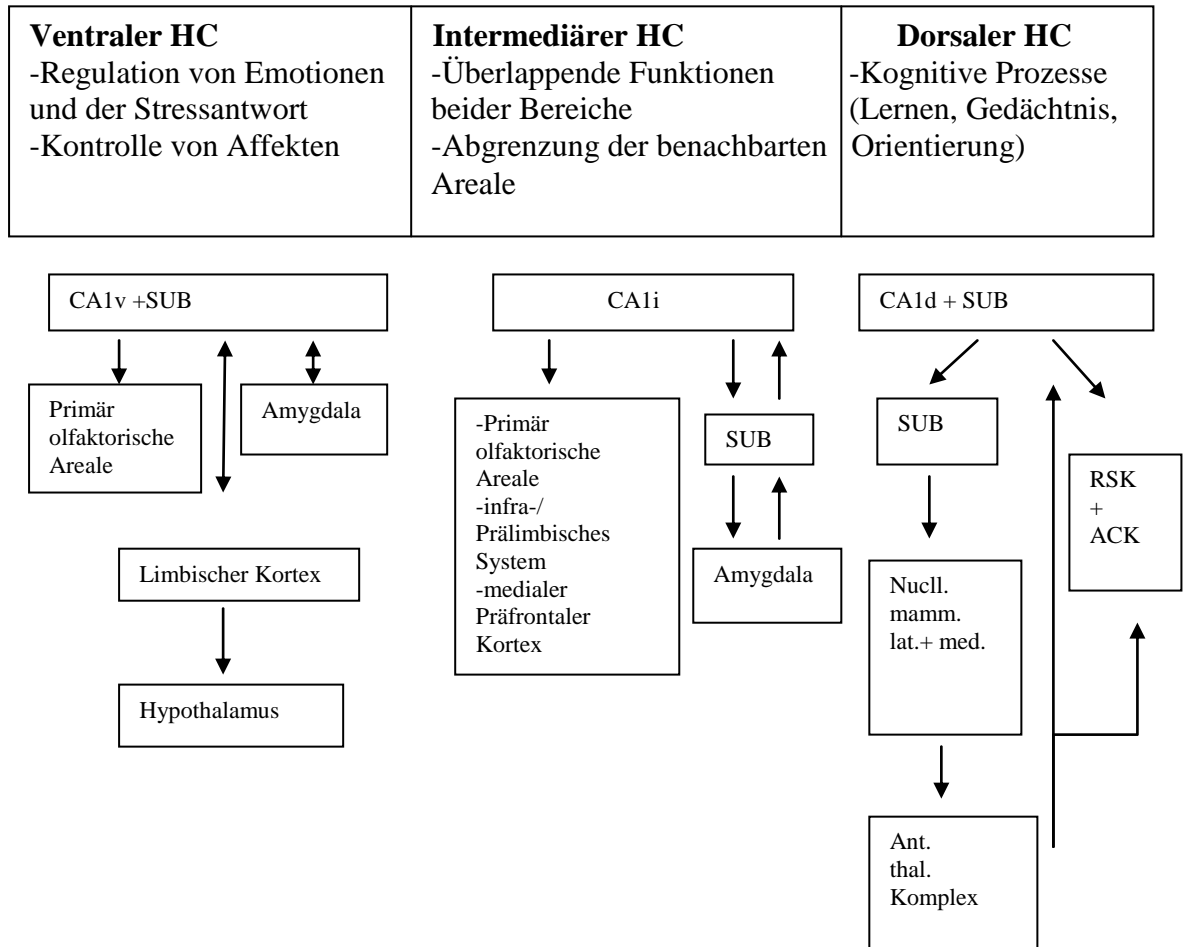 Ventraler HC
-Regulation von Emotionen
und der Stressantwort
-Kontrolle von Affekten
Intermediärer HC
-Überlappende Funktionen
beider Bereiche
-Abgrenzung der benachbarten
Areale
Dorsaler HC
-Kognitive Prozesse
(Lernen, Gedächtnis,
Orientierung)
CA1v +SUB
Primär
olfaktorische
Areale
Amygdala
Limbischer Kortex
Hypothalamus
CA1i
-Primär
olfaktorische
Areale
-infra-/
Prälimbisches
System
-medialer
Präfrontaler
Kortex
SUB
Amygdala
CA1d + SUB
SUB
Nucll.
mamm.
lat.+ med.
Ant.
thal.
Komplex
RSK
+
ACK